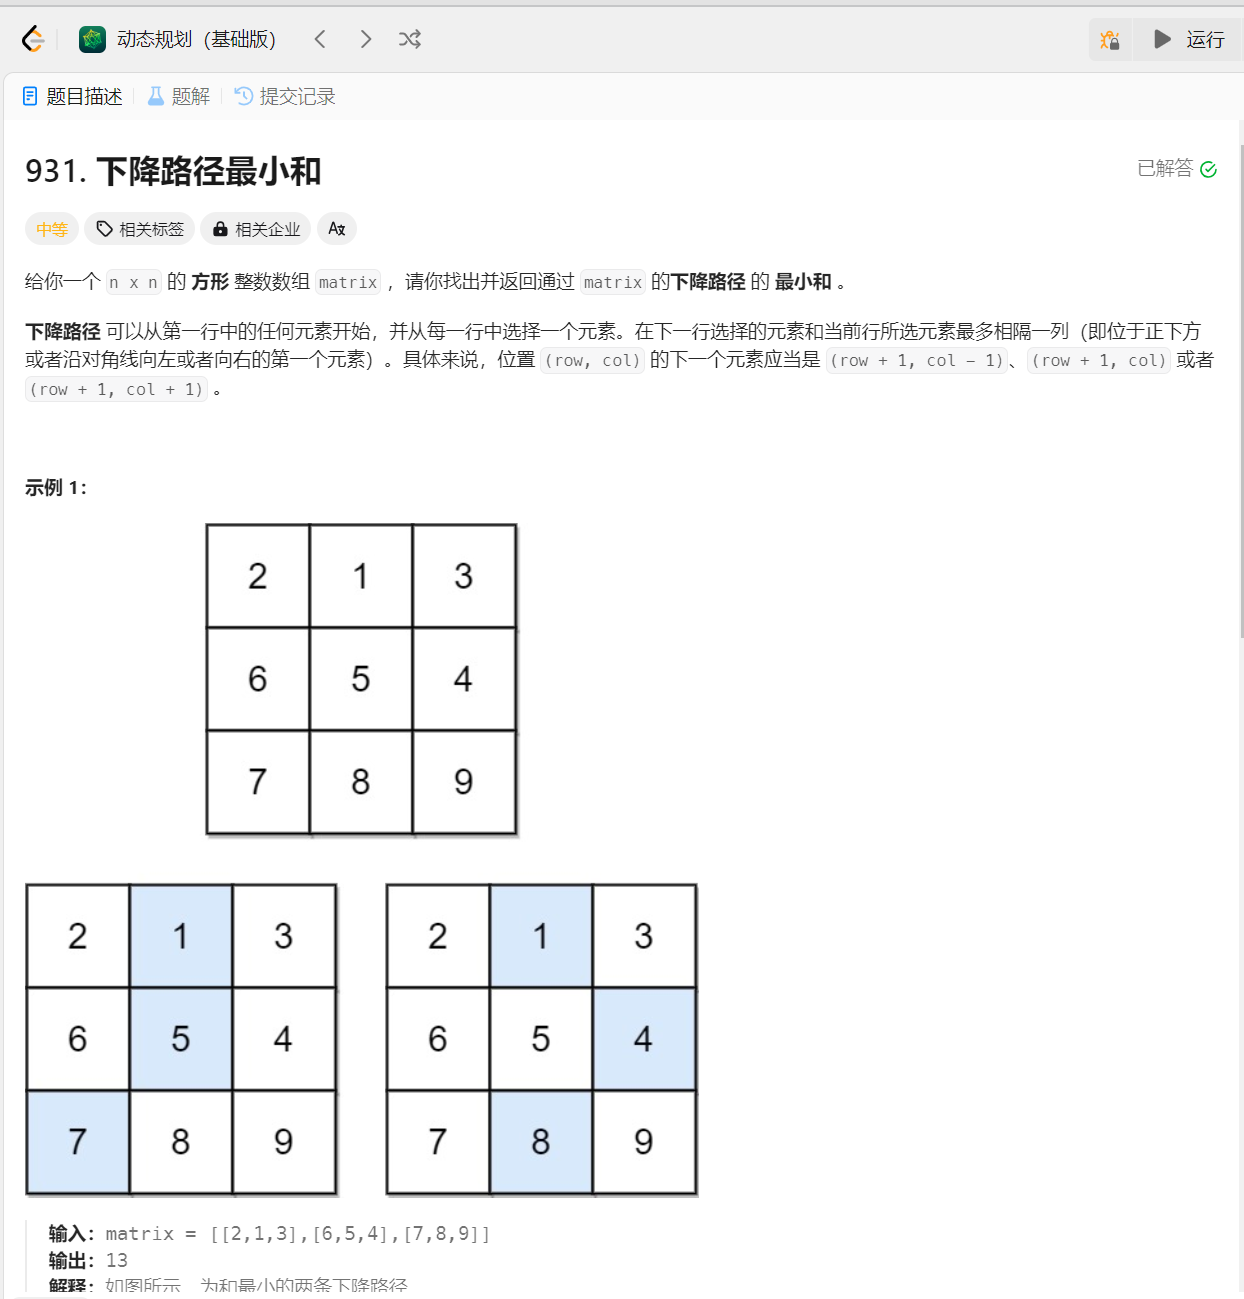 动态规划（基础版）
运行
题目描述
题解
提交记录
931. 下降路径最小和
已解答
中等
相关标签
相关企业
给你一个 n x n 的 方形 整数数组 matrix ，请你找出并返回通过 matrix 的下降路径 的 最小和 。
下降路径 可以从第一行中的任何元素开始，并从每一行中选择一个元素。在下一行选择的元素和当前行所选元素最多相隔一列（即位于正下方
或者沿对角线向左或者向右的第一个元素）。具体来说，位置 (row, col) 的下一个元素应当是 (row + 1, col - 1)、(row + 1, col) 或者
(row + 1, col + 1) 。
示例 1：
2 1 3
6 5 4
7 8 9
2 1 3 2 1 3
6 5 4 6 5 4
7 8 9 7 8 9
输入：matrix = [[2,1,3],[6,5,4],[7,8,9]]
输出：13
解释：如图所示，为和最小的两条下降路径